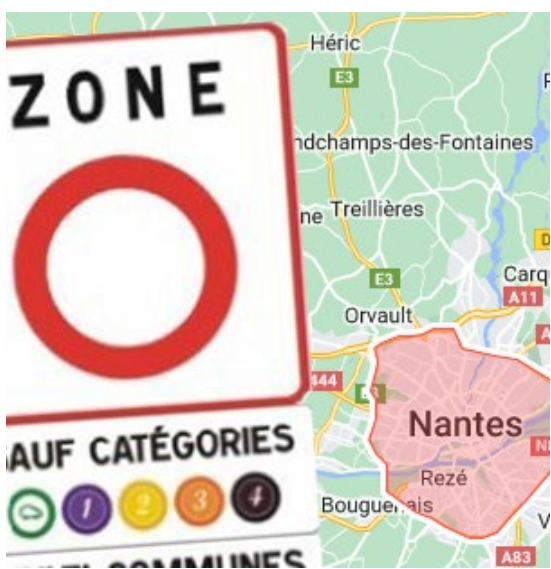 ZONE
AUF CATÉGORIES
1 2 3 4
COMMUNES
Héric
E3
ndchamps-des-Fontaines
ne Treillières
E3
Carq
A11
Orvault
444
Nantes
Rezé
Bouguenais
A83